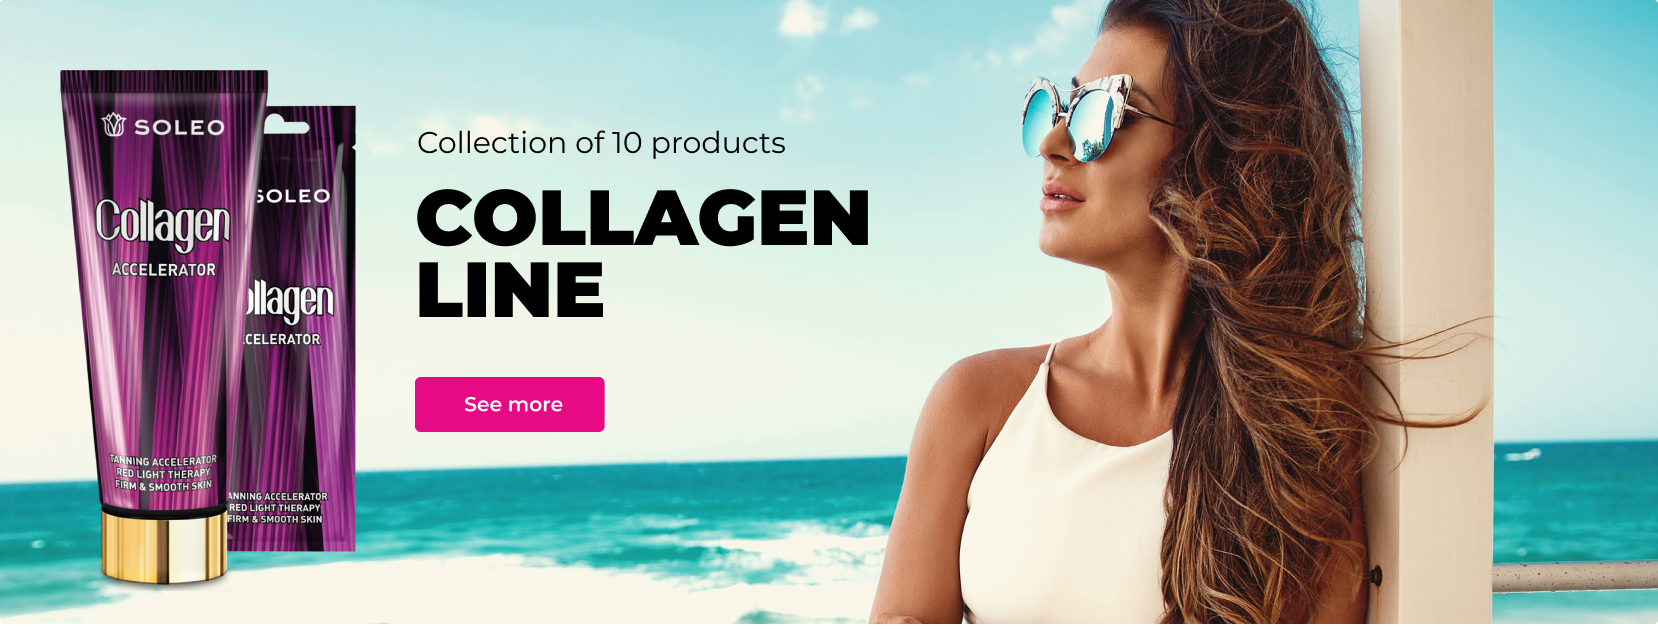 SOLEO
Collagen
ACCELERATOR
TANNING ACCELERATOR
RED LIGHT THERAPY
FIRM & SMOOTH SKIN
SOLEO
llagen
CELERATOR
ANNING ACCELERATOR
RED LIGHT THERAPY
FIRM & SMOOTH SKIN
Collection of 10 products
COLLAGEN
LINE
See more